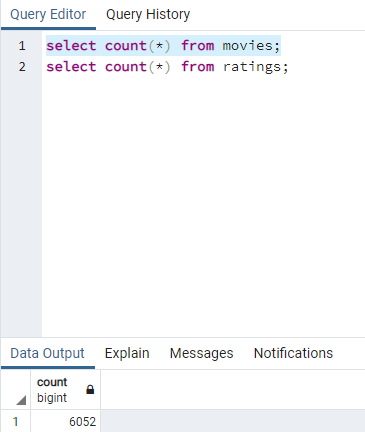 Query Editor Query History
1 select count(*) from movies;
2 select count(*) from ratings;
Data Output Explain Messages Notifications
count
bigint
1 6052